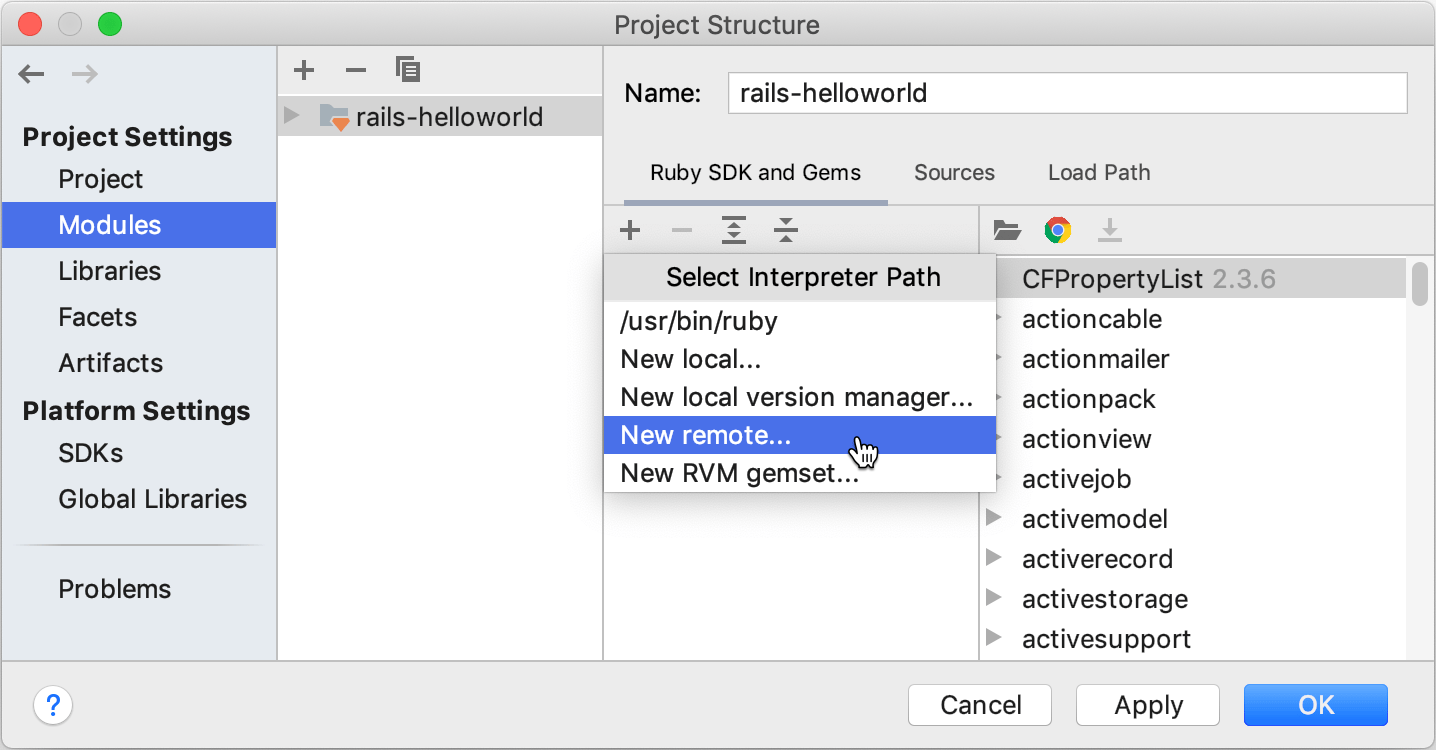 Project Structure
Project Settings
Project
Modules
Libraries
Facets
Artifacts
Platform Settings
SDKs
Global Libraries
Problems
rails-helloworld
Name: rails-helloworld
Ruby SDK and Gems Sources Load Path
Select Interpreter Path
/usr/bin/ruby
New local...
New local version manager...
New remote...
New RVM gemset...
CFPropertyList 2.3.6
actioncable
actionmailer
actionpack
actionview
activejob
activemodel
activerecord
activestorage
activesupport
?
Cancel Apply OK